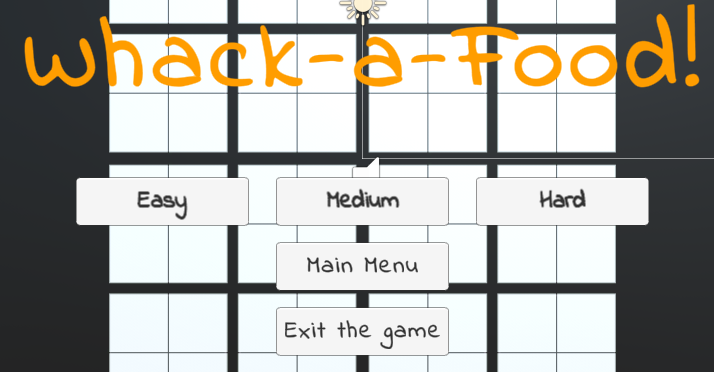 whack-a-Food!
Easy
Medium
Hard
Main Menu
Exit the game